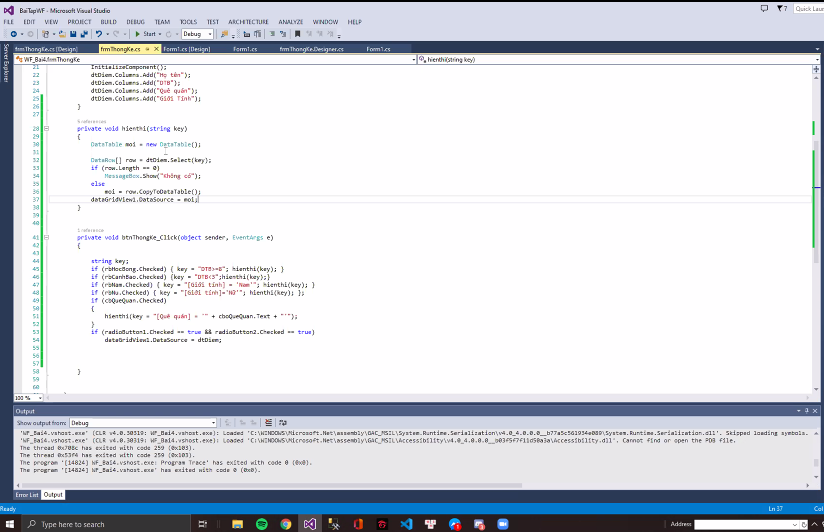 BaiTapWF - Microsoft Visual Studio
7
Quick Launch
FILE EDIT VIEW PROJECT BUILD DEBUG TEAM TOOLS TEST ARCHITECTURE ANALYZE WINDOW HELP
Start Debug
Server Explorer
frmThongKe.cs [Design] frmThongKe.cs Form1.cs [Design] Form1.cs frmThongKe.Designer.cs Form1.cs
WF_Bai4.frmThongKe hienthi(string key)
21 InitializeComponent();
22 dtDiem.Columns.Add("Họ tên");
23 dtDiem.Columns.Add("DTB");
24 dtDiem.Columns.Add("Quê quán");
25 dtDiem.Columns.Add("Giới Tính");
26 }
27
28 private void hienthi(string key)
29 {
30 DataTable moi = new DataTable();
31
32 DataRow[] row = dtDiem.Select(key);
33 if (row.Length == 0)
34 MessageBox.Show("Không có");
35 else
36 moi = row.CopyToDataTable();
37 dataGridView1.DataSource = moi;
38 }
39
40
1 reference
41 private void btnThongKe_Click(object sender, EventArgs e)
42 {
43
44 string key;
45 if (rbHocBong.Checked) { key = "DTB>=8"; hienthi(key); }
46 if (rbCanhBao.Checked) {key = "DTB<3";hienthi(key);}
47 if (rbNam.Checked) { key = "[Giới tính] = 'Nam'"; hienthi(key); }
48 if (rbNu.Checked) { key = "[Giới tính]='Nữ'"; hienthi(key); };
49 if (cbQueQuan.Checked)
50 {
51 hienthi(key = "[Quê quán] = '" + cboQueQuan.Text + "'");
52 }
53 if (radioButton1.Checked == true && radioButton2.Checked == true)
54 dataGridView1.DataSource = dtDiem;
55
56
57
58 }
59
60
100 %
Output
Show output from: Debug
'WF_Bai4.vshost.exe' (CLR v4.0.30319: WF_Bai4.vshost.exe): Loaded 'C:\WINDOWS\Microsoft.Net\assembly\GAC_MSIL\System.Runtime.Serialization\v4.0_4.0.0.0__b77a5c561934e089\System.Runtime.Serialization.dll'. Skipped loading symbols.
'WF_Bai4.vshost.exe' (CLR v4.0.30319: WF_Bai4.vshost.exe): Loaded 'C:\WINDOWS\Microsoft.Net\assembly\GAC_MSIL\Accessibility\v4.0_4.0.0.0__b03f5f7f11d50a3a\Accessibility.dll'. Cannot find or open the PDB file.
The thread 0x708c has exited with code 259 (0x103).
The thread 0x53f4 has exited with code 259 (0x103).
The program '[14824] WF_Bai4.vshost.exe: Program Trace' has exited with code 0 (0x0).
The program '[14824] WF_Bai4.vshost.exe' has exited with code 0 (0x0).
Error List Output
Ready Ln 37
Type here to search Address